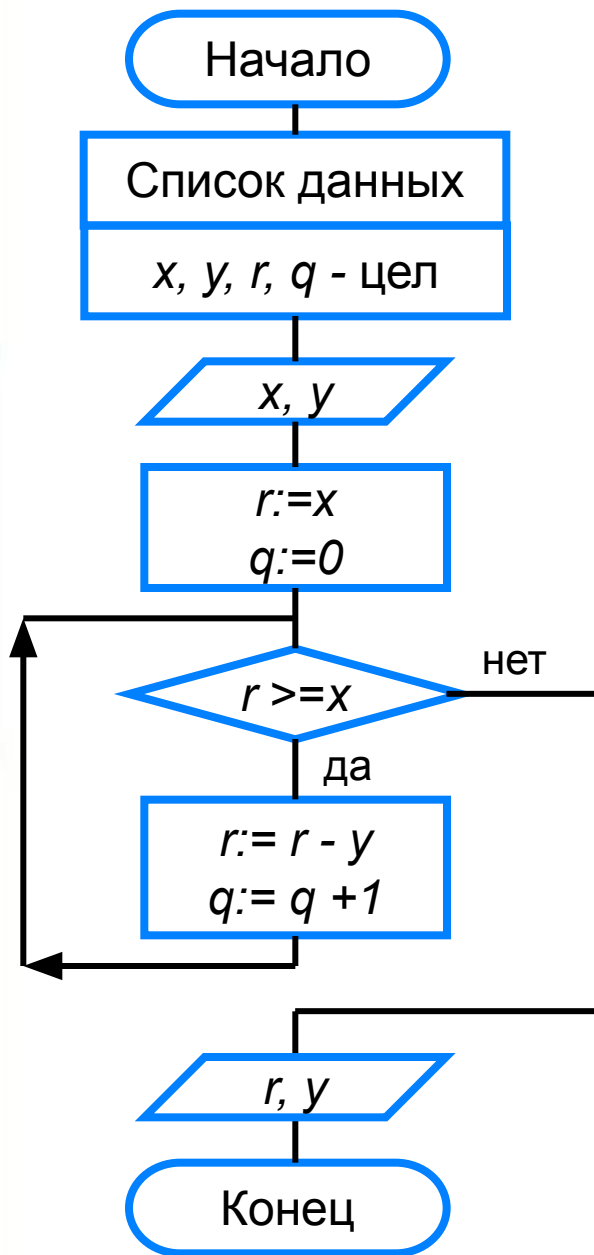 Начало
Список данных
x, y, r, q - цел
x, y
r:=x
q:=0
r >=x
нет
да
r:= r - y
q:= q +1
r, y
Конец